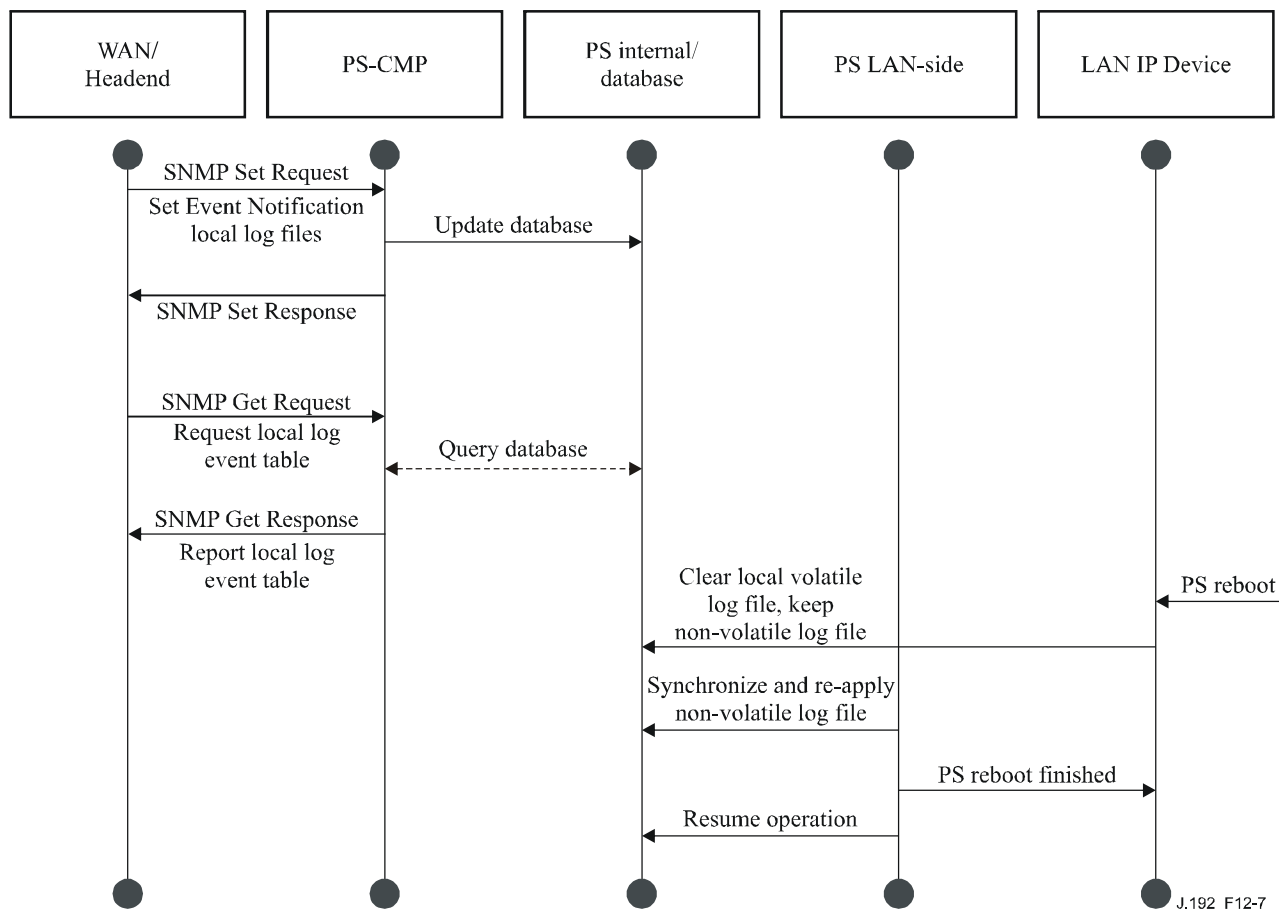 WAN/
Headend
PS-CMP
PS internal/
database
PS LAN-side
LAN IP Device
SNMP Set Request
Set Event Notification
local log files
Update database
SNMP Set Response
SNMP Get Request
Request local log
event table
Query database
SNMP Get Response
Report local log
event table
Clear local volatile
log file, keep
non-volatile log file
PS reboot
Synchronize and re-apply
non-volatile log file
PS reboot finished
Resume operation
J.192_F12-7